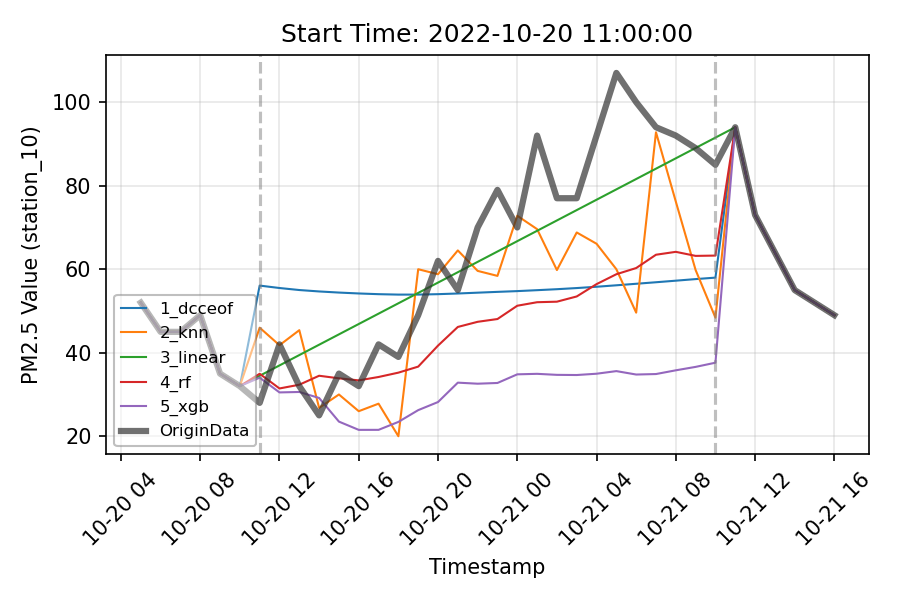 Start Time: 2022-10-20 11:00:00
PM2.5 Value (station_10)
100
80
60
40
20
1_dcceof
2_knn
3_linear
4_rf
5_xgb
OriginData
10-20 04
10-20 08
10-20 12
10-20 16
10-20 20
10-21 00
10-21 04
10-21 08
10-21 12
10-21 16
Timestamp